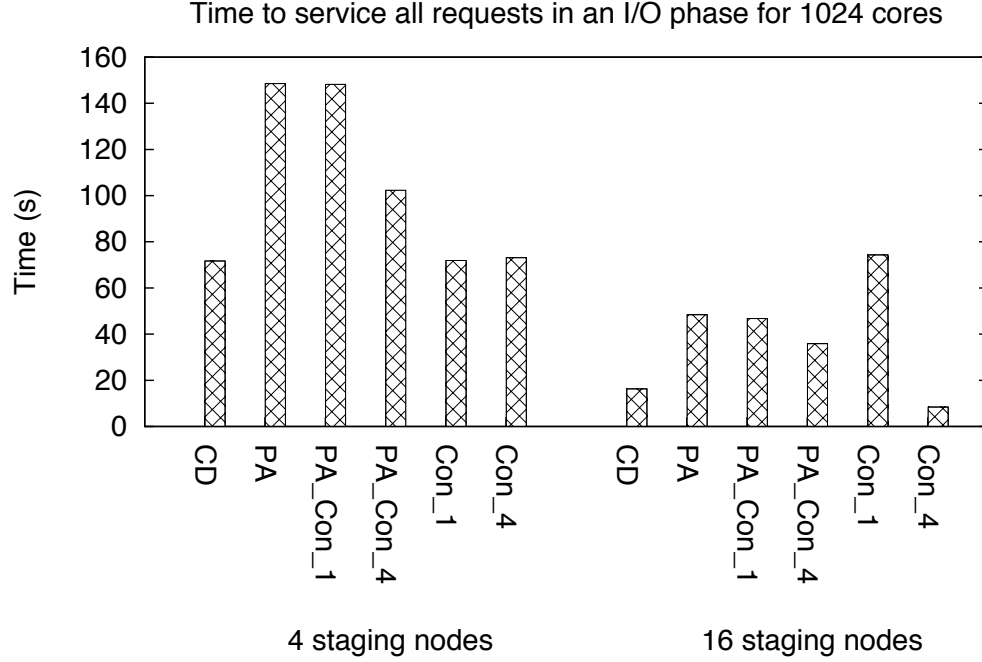 Time to service all requests in an I/O phase for 1024 cores
160
140
120
100
80
60
40
20
0
Time (s)
CD
PA
PA_Con_1
PA_Con_4
Con_1
Con_4
CD
PA
PA_Con_1
PA_Con_4
Con_1
Con_4
4 staging nodes
16 staging nodes